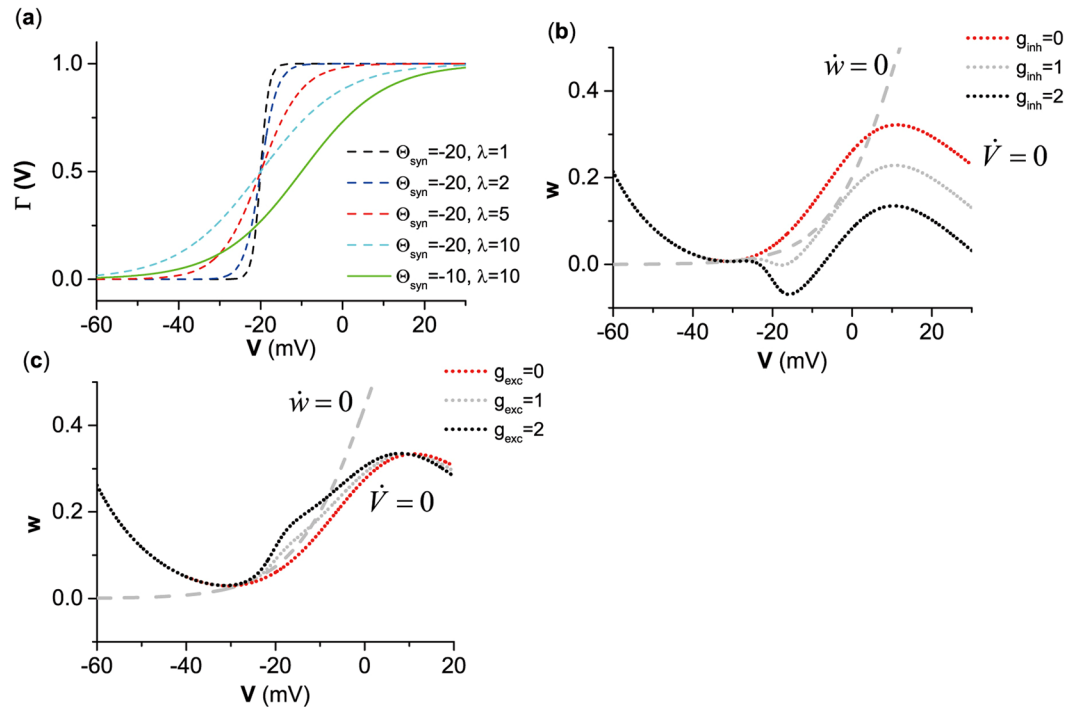 (a)
1.0
0.5
0.0
Γ (V)
Θsyn=-20, λ=1
Θsyn=-20, λ=2
Θsyn=-20, λ=5
Θsyn=-20, λ=10
Θsyn=-10, λ=10
-60 -40 -20 0 20
V (mV)
(b)
ginh=0
ginh=1
ginh=2
ẇ = 0
V̇ = 0
0.4
0.2
0.0
w
-60 -40 -20 0 20
V (mV)
(c)
gexc=0
gexc=1
gexc=2
ẇ = 0
V̇ = 0
0.4
0.2
0.0
w
-60 -40 -20 0 20
V (mV)